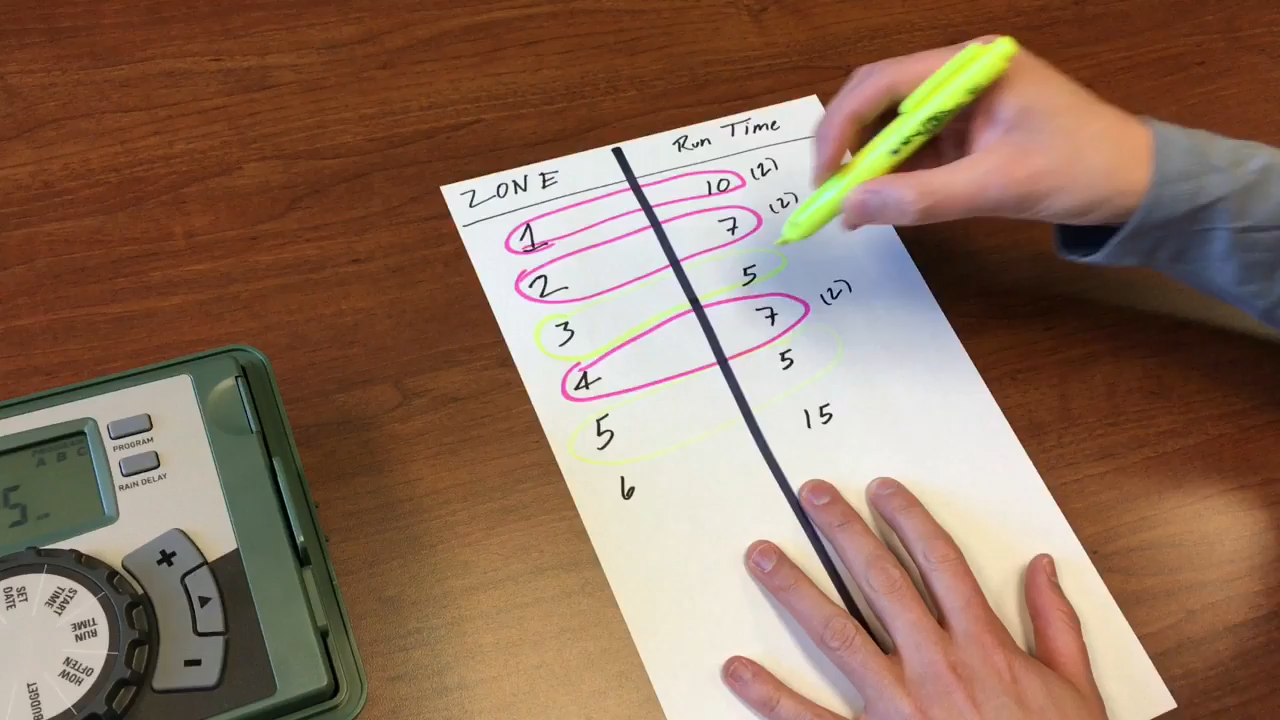 ZONE Run Time
1 10 (2)
2 7 (2)
3 5
4 7 (2)
5 5
6 15
PROGRAM
A B C
5
PROGRAM
RAIN DELAY
+
-
SET DATE
START TIME
RUN TIME
HOW OFTEN
BUDGET